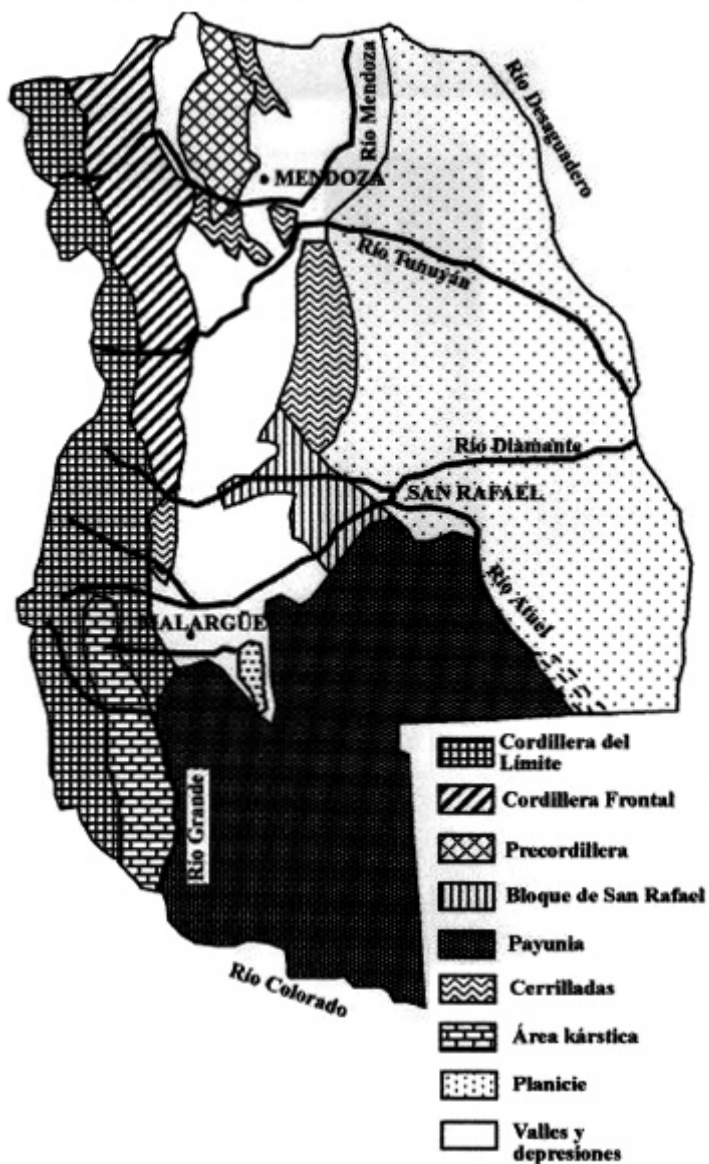 Río Desaguadero
Río Mendoza
MENDOZA
Río Tunuyán
Río Diamante
SAN RAFAEL
Río Atuel
MALARGÜE
Río Grande
Río Colorado
Cordillera del
Límite
Cordillera Frontal
Precordillera
Bloque de San Rafael
Payunia
Cerrilladas
Área kárstica
Planicie
Valles y
depresiones